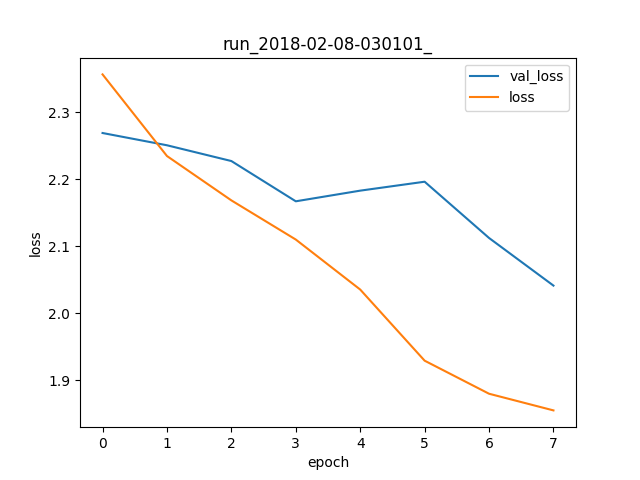 run_2018-02-08-030101_
val_loss
loss
2.3
2.2
2.1
2.0
1.9
loss
0 1 2 3 4 5 6 7
epoch